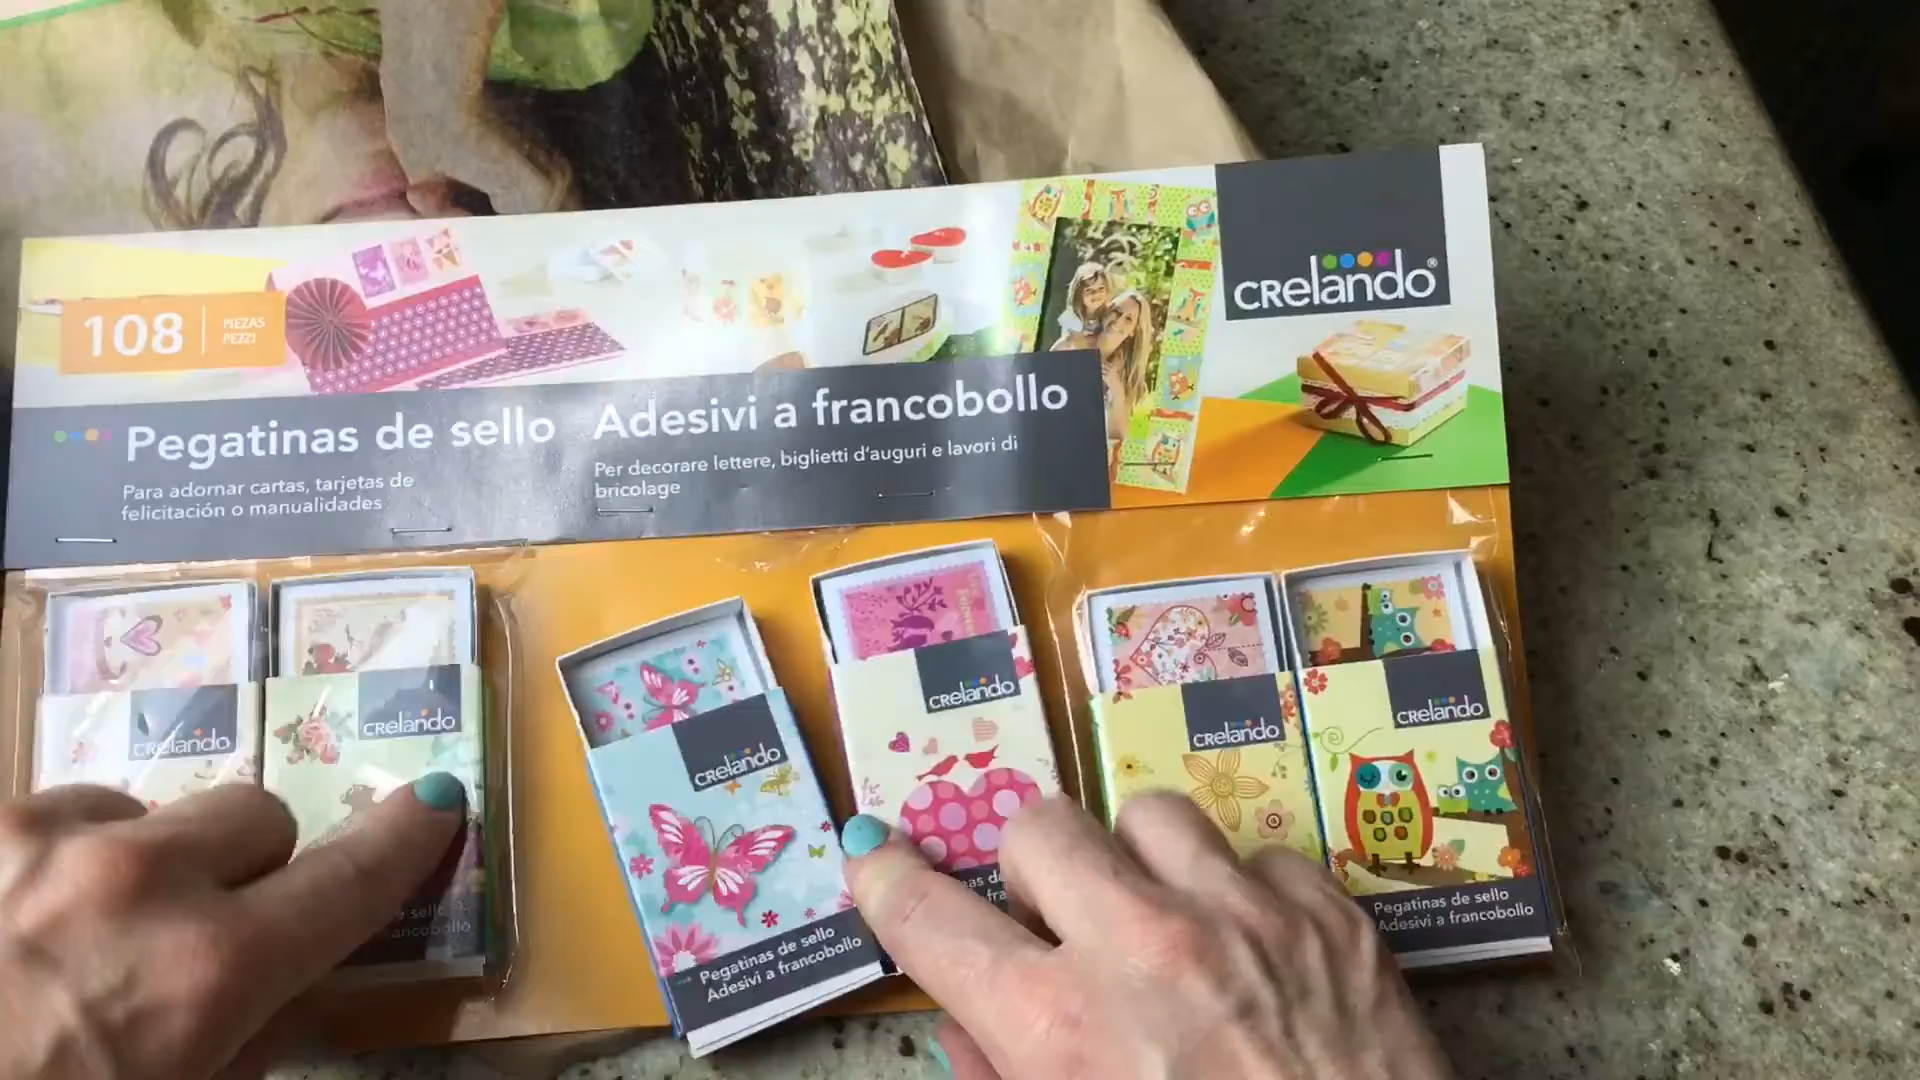 crelando®
108
PIEZAS
PEZZI
Pegatinas de sello
Para adornar cartas, tarjetas de
felicitación o manualidades
Adesivi a francobollo
Per decorare lettere, biglietti d'auguri e lavori di
bricolage
crelando
crelando
sello
ancobollo
crelando
Pegatinas de sello
Adesivi a francobollo
crelando
crelando
crelando
Pegatinas de sello
Adesivi a francobollo